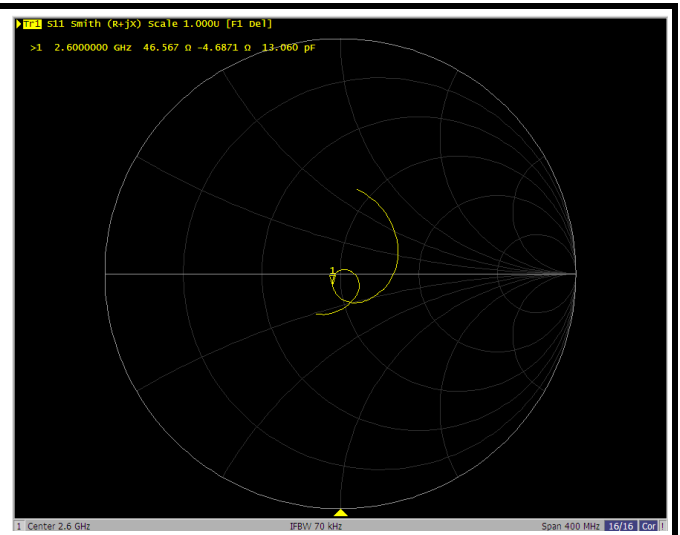 Tr1 S11 Smith (R+jX) Scale 1.000U [F1 Del]
>1 2.6000000 GHz 46.567 Ω -4.6871 Ω 13.060 pF
1
1 Center 2.6 GHz IFBW 70 kHz Span 400 MHz 16/16 Cor !